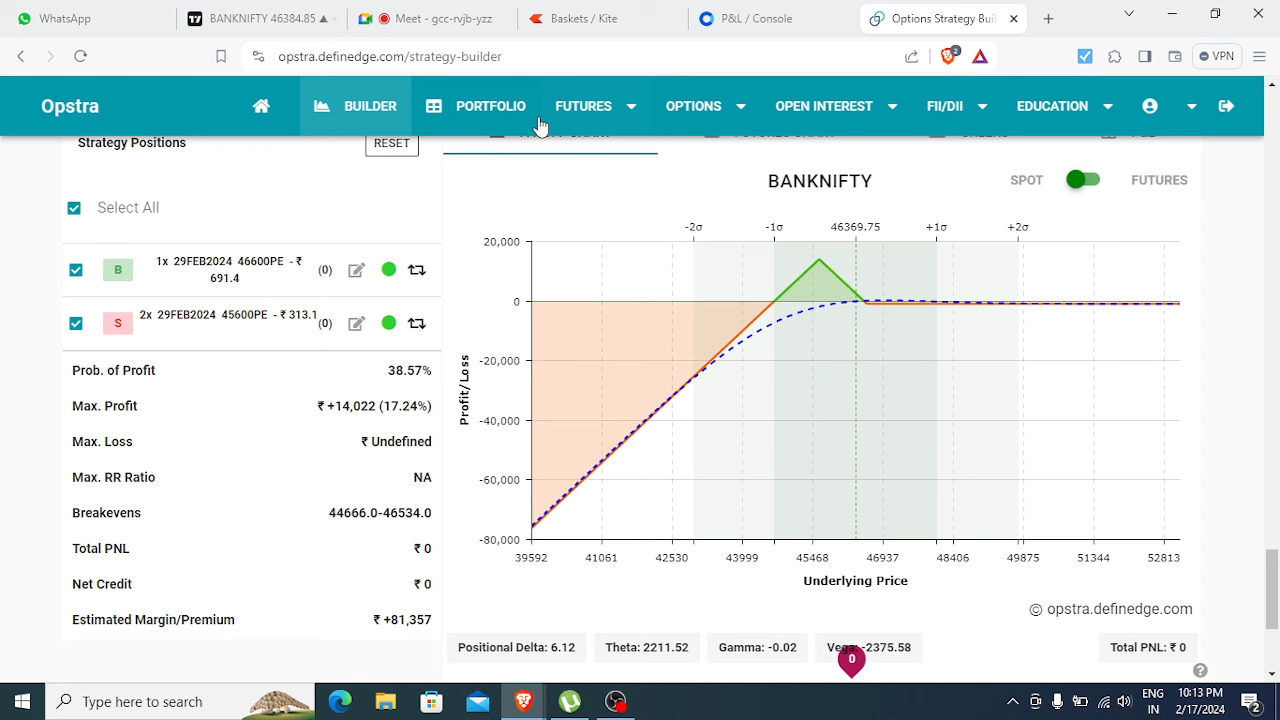 WhatsApp
BANKNIFTY 46384.85 ▲
Meet - gcc-rvjb-yzz
Baskets / Kite
P&L / Console
Options Strategy Buil
opstra.definedge.com/strategy-builder
2
VPN
Opstra
BUILDER
PORTFOLIO
FUTURES
OPTIONS
OPEN INTEREST
FII/DII
EDUCATION
Strategy Positions
RESET
Select All
B
1x 29FEB2024 46600PE - ₹
691.4
(0)
S
2x 29FEB2024 45600PE - ₹ 313.1
(0)
Prob. of Profit 38.57%
Max. Profit ₹ +14,022 (17.24%)
Max. Loss ₹ Undefined
Max. RR Ratio NA
Breakevens 44666.0-46534.0
Total PNL ₹ 0
Net Credit ₹ 0
Estimated Margin/Premium ₹ +81,357
BANKNIFTY
SPOT
FUTURES
-2σ -1σ 46369.75 +1σ +2σ
20,000
0
-20,000
-40,000
-60,000
-80,000
Profit/Loss
39592 41061 42530 43999 45468 46937 48406 49875 51344 52813
Underlying Price
© opstra.definedge.com
Positional Delta: 6.12
Theta: 2211.52
Gamma: -0.02
Vega: -2375.58
Total PNL: ₹ 0
0
?
Type here to search
ENG
IN
10:13 PM
2/17/2024
2